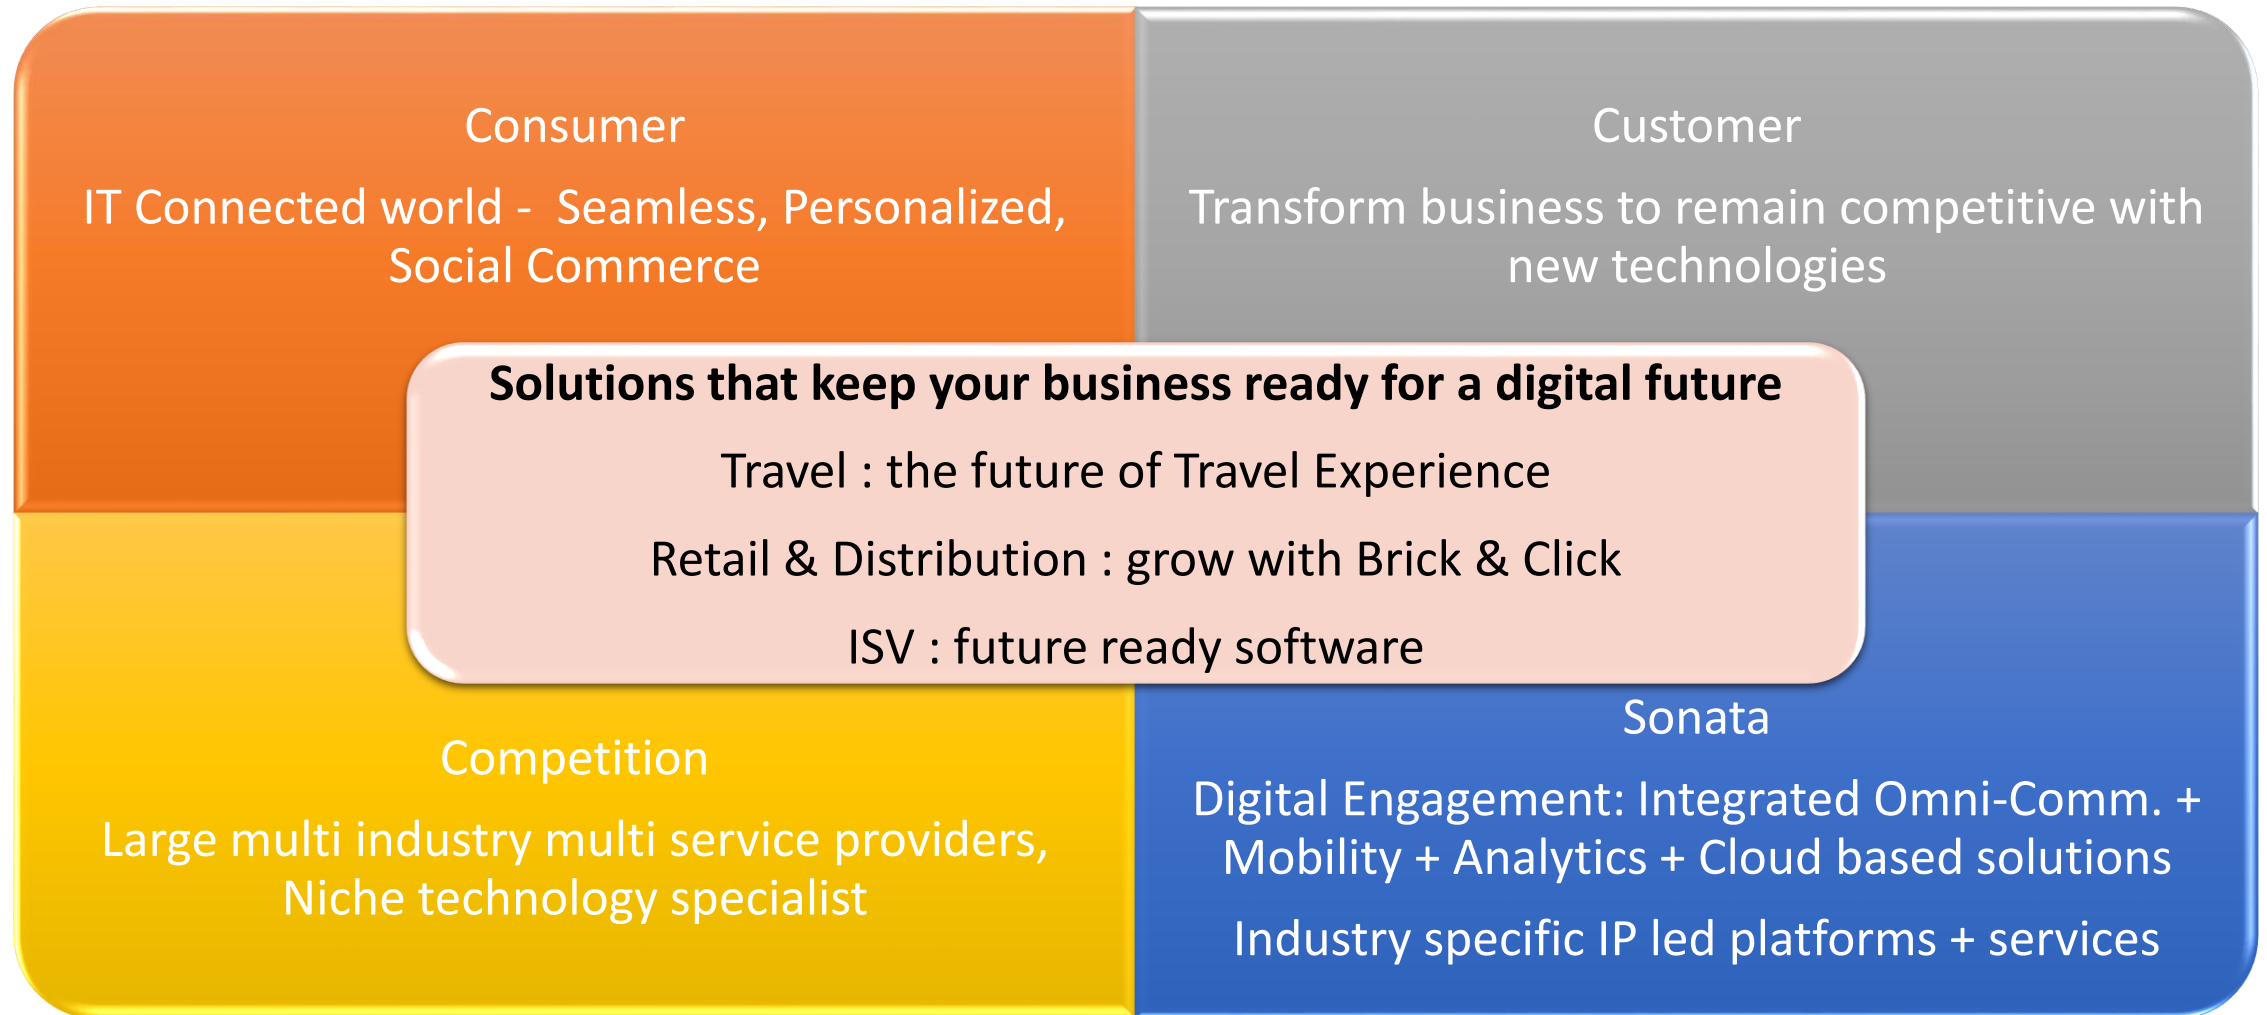 Consumer
IT Connected world -  Seamless, Personalized,
Social Commerce
Customer
Transform business to remain competitive with
new technologies
Solutions that keep your business ready for a digital future
Travel : the future of Travel Experience
Retail & Distribution : grow with Brick & Click
ISV : future ready software
Competition
Large multi industry multi service providers,
Niche technology specialist
Sonata
Digital Engagement: Integrated Omni-Comm. +
Mobility + Analytics + Cloud based solutions
Industry specific IP led platforms + services